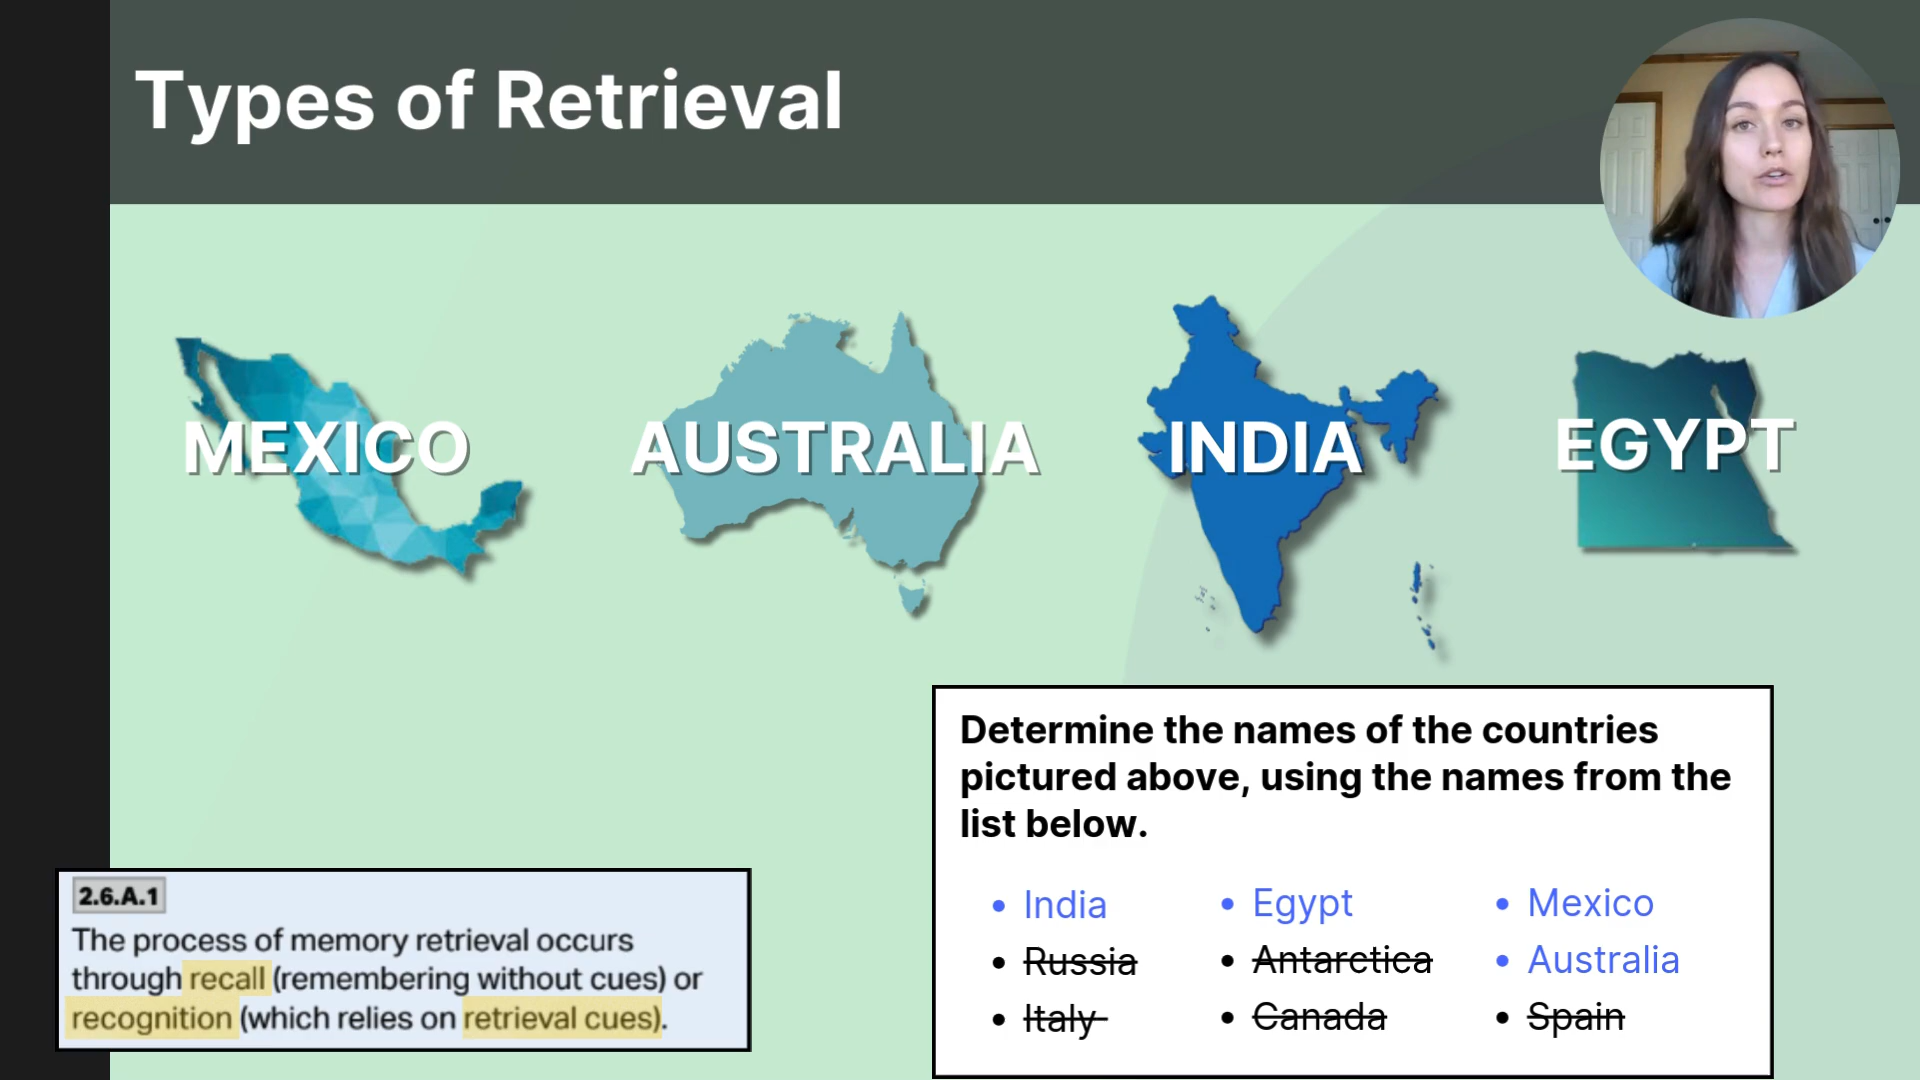 Types of Retrieval
MEXICO
AUSTRALIA
INDIA
EGYPT
Determine the names of the countries
pictured above, using the names from the
list below.
• India
• Russia
• Italy
• Egypt
• Antarctica
• Canada
• Mexico
• Australia
• Spain
2.6.A.1
The process of memory retrieval occurs
through recall (remembering without cues) or
recognition (which relies on retrieval cues).